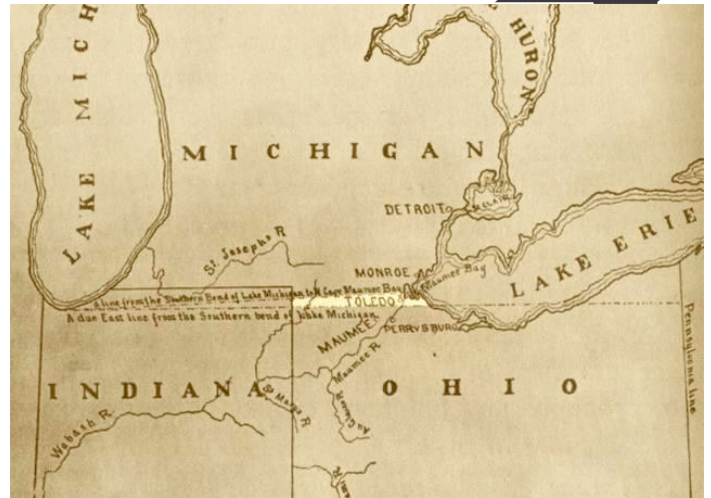 LAKE MICH
HURON
MICHIGAN
DETROIT
ST CLAIR
LAKE ERIE
St. Josephs R
MONROE
Maumee Bay
A line from the Southern Bend of Lake Michigan to N. Cape Maumee Bay
TOLEDO
A due East line from the Southern bend of Lake Michigan.
MAUMEE
PERRYSBURG
Maumee R
Pennsylvania line
INDIANA
OHIO
St Marys R
Au Glaize R
Wabash R.